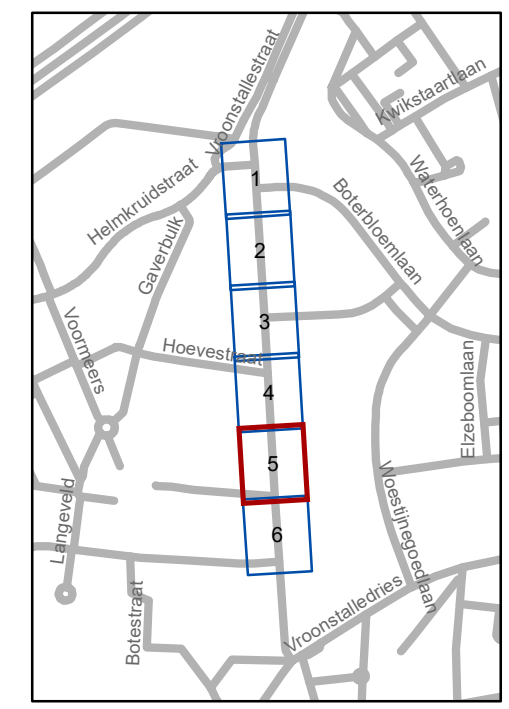 Vroonstallestraat
Kwikstaartlaan
Helmkruidstraat
1
Boterbloemlaan
Waterhoenlaan
Gaverbulk
2
Voormeers
Hoevestraat
3
4
Elzeboomlaan
5
Langeveld
Woestijnegoedlaan
6
Botestraat
Vroonstalledries